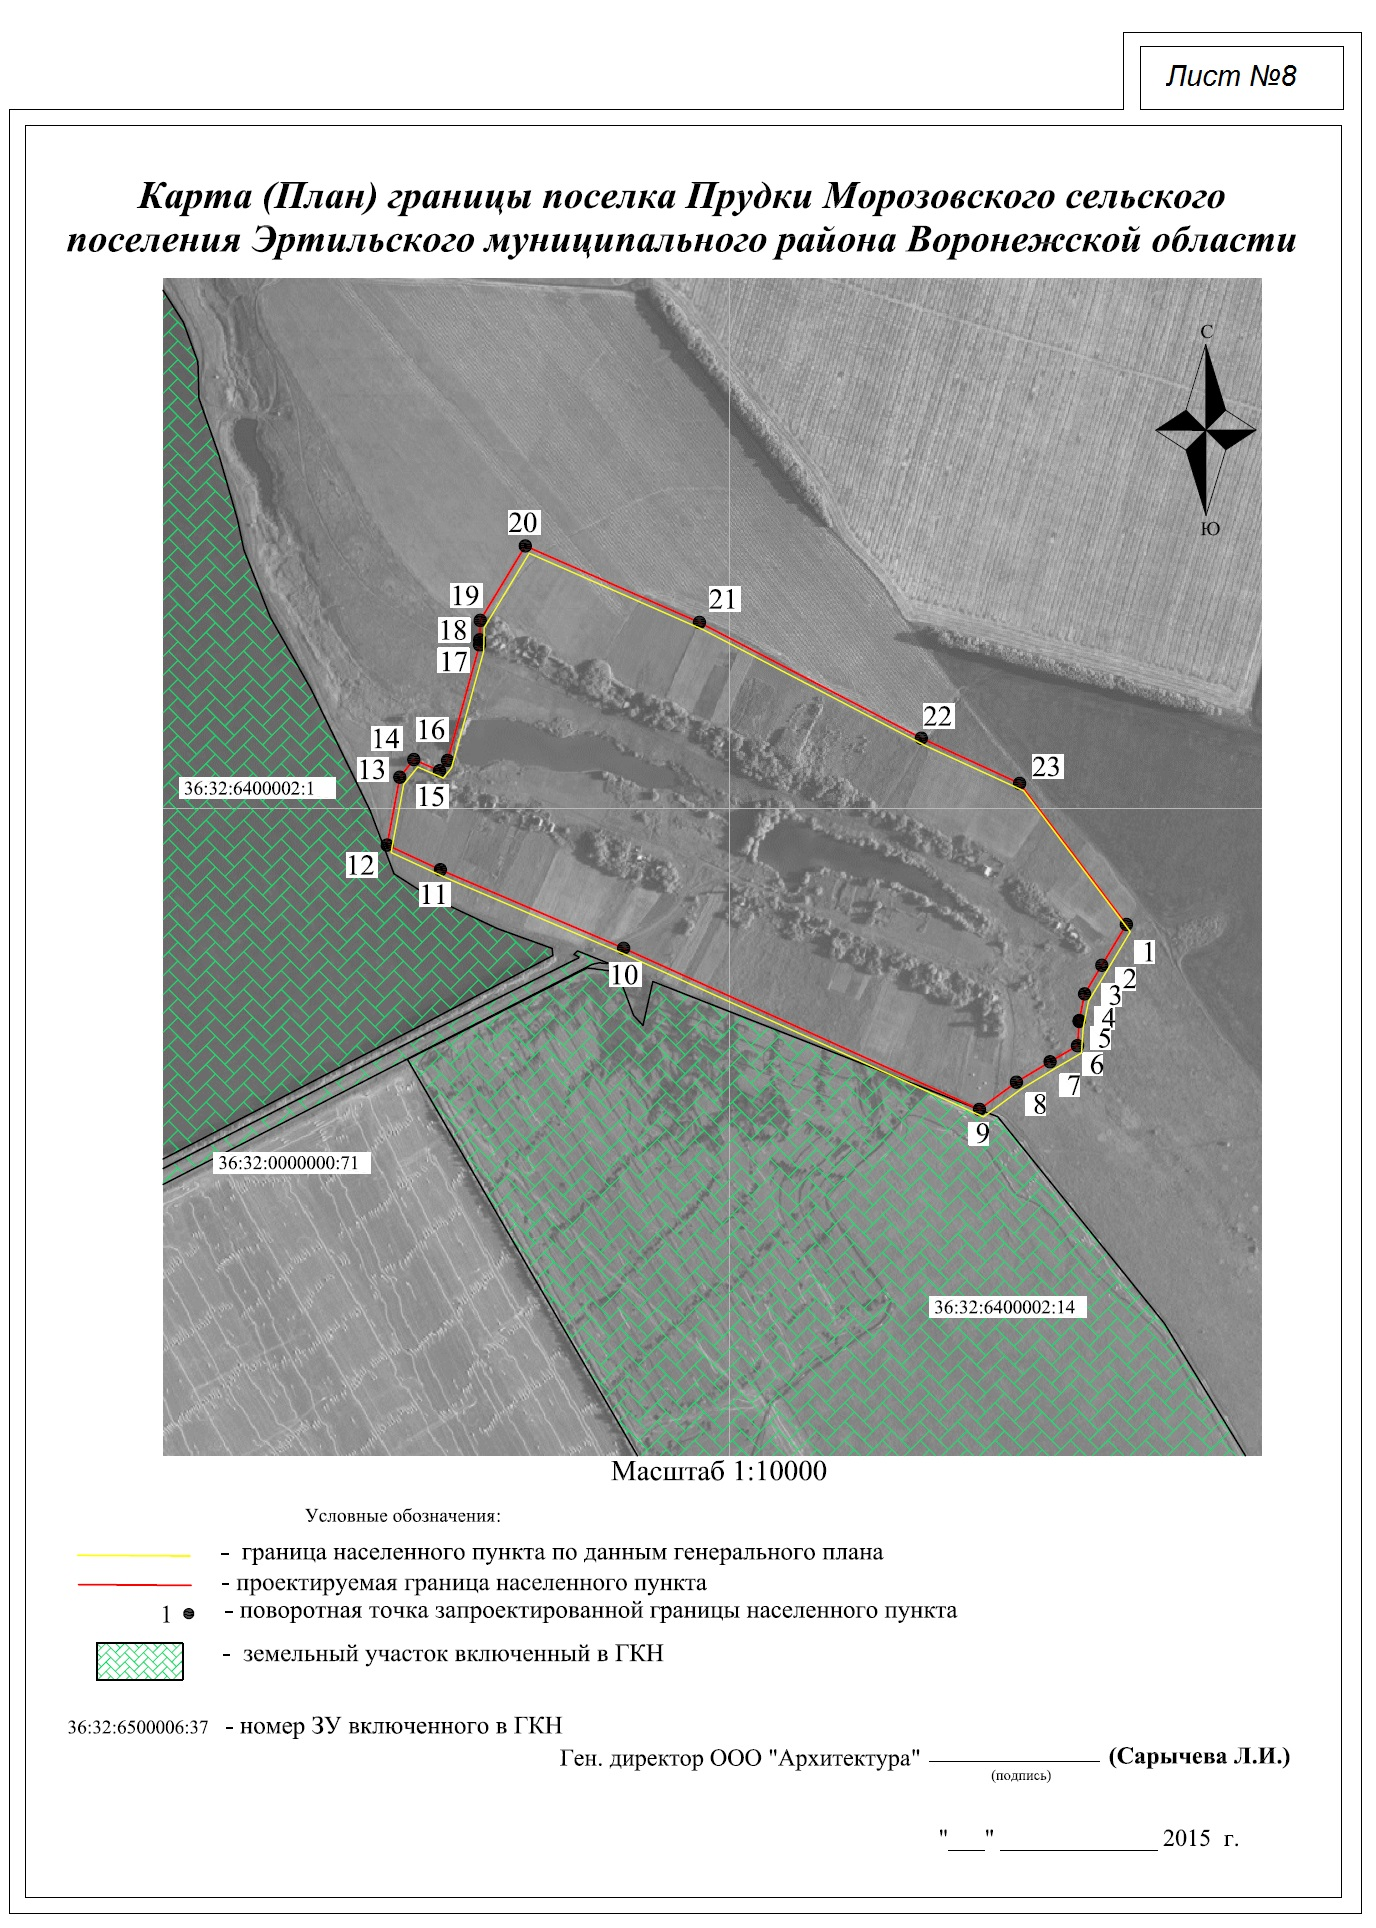 Лист №8
Карта (План) границы поселка Прудки Морозовского сельского
поселения Эртильского муниципального района Воронежской области
С
Ю
20
19
21
18
17
22
16
14
23
13
36:32:6400002:1
15
12
11
1
10
2
3
4
5
6
7
8
9
36:32:0000000:71
36:32:6400002:14
Масштаб 1:10000
Условные обозначения:
- граница населенного пункта по данным генерального плана
- проектируемая граница населенного пункта
1 - поворотная точка запроектированной границы населенного пункта
- земельный участок включенный в ГКН
36:32:6500006:37 - номер ЗУ включенного в ГКН
Ген. директор ООО "Архитектура" ______________ (Сарычева Л.И.)
(подпись)
"___" _____________ 2015 г.